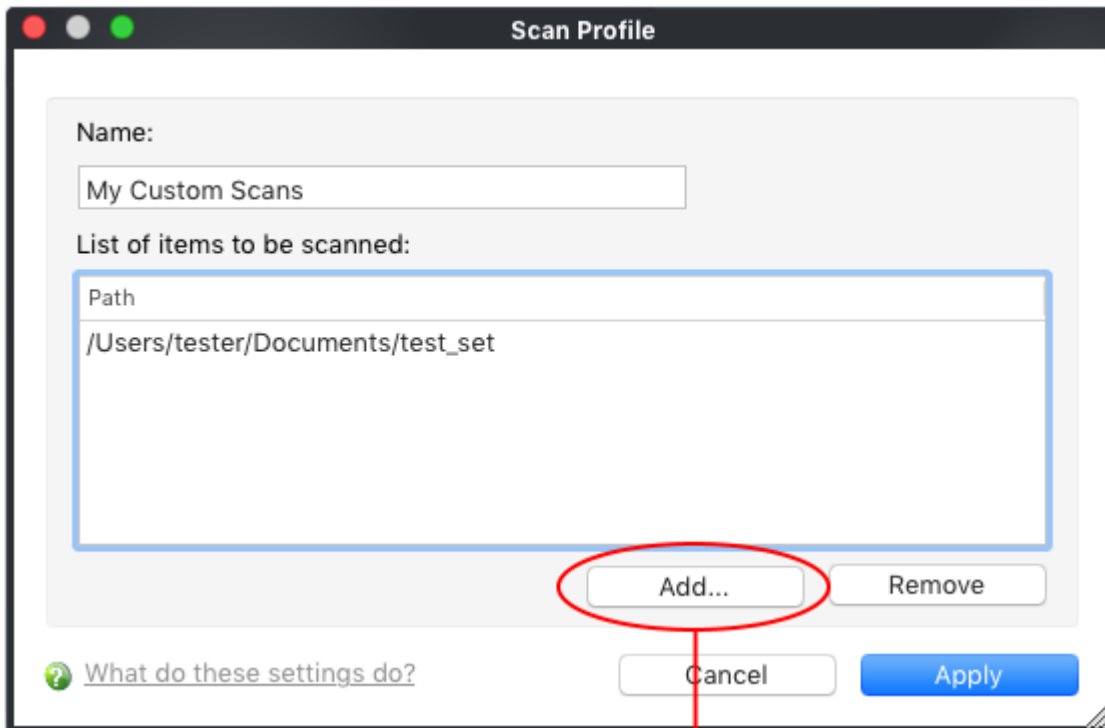 Scan Profile
Name:
My Custom Scans
List of items to be scanned:
Path
/Users/tester/Documents/test_set
Add... Remove
What do these settings do? Cancel Apply